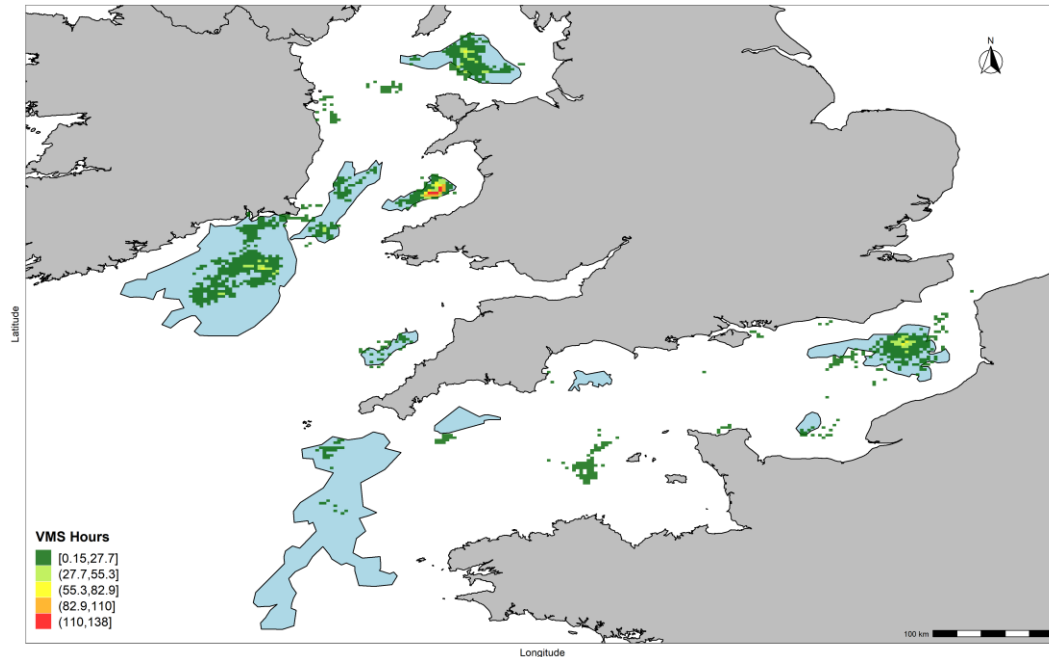 N
Latitude
VMS Hours
[0.15,27.7]
(27.7,55.3]
(55.3,82.9]
(82.9,110]
(110,138]
100 km
Longitude